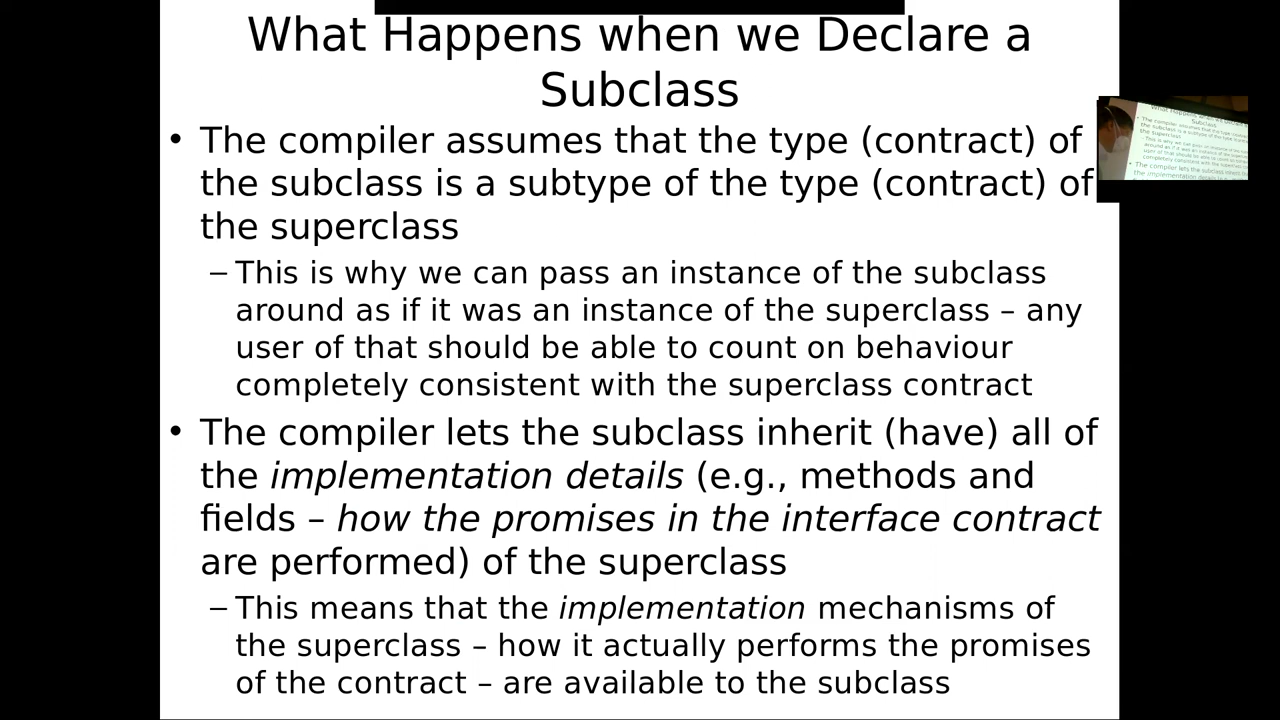 What Happens when we Declare a
Subclass
• The compiler assumes that the type (contract) of
the subclass is a subtype of the type (contract) of
the superclass
– This is why we can pass an instance of the subclass
around as if it was an instance of the superclass – any
user of that should be able to count on behaviour
completely consistent with the superclass contract
• The compiler lets the subclass inherit (have) all of
the implementation details (e.g., methods and
fields – how the promises in the interface contract
are performed) of the superclass
– This means that the implementation mechanisms of
the superclass – how it actually performs the promises
of the contract – are available to the subclass